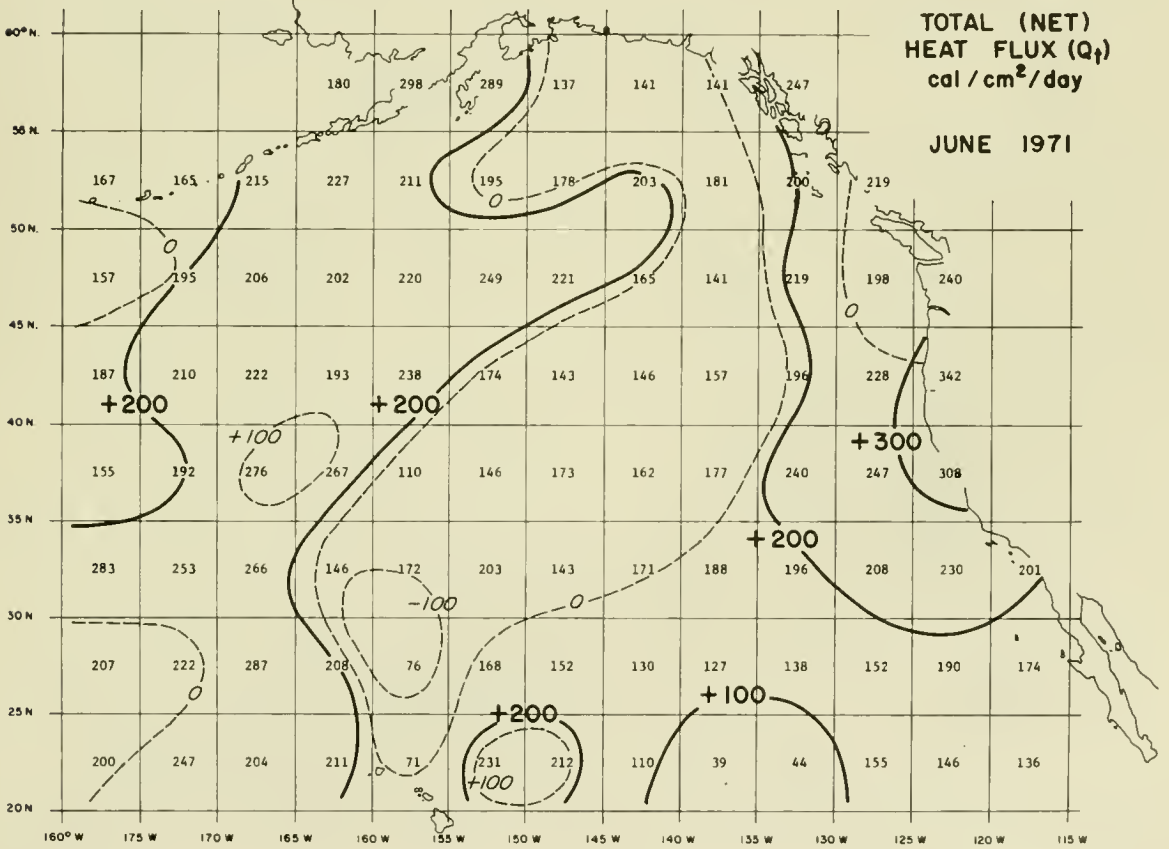 TOTAL (NET)
HEAT FLUX (Qt)
cal/cm²/day
JUNE 1971
60° N.
180 298 289 137 141 141 247
55 N.
167 165 215 227 211 195 178 203 181 200 219
0
50 N.
0
157 195 206 202 220 249 221 165 141 219 198 240
0
45 N.
187 210 222 193 238 174 143 146 157 196 228 342
+200 +200
40 N
+100 +300
155 192 276 267 110 146 173 162 177 240 247 308
35 N
+200
283 253 266 146 172 203 143 171 188 196 208 230 201
-100 0
30 N
207 222 287 208 76 168 152 130 127 138 152 190 174
0
25 N
+200 +100
200 247 204 211 71 231 212 110 39 44 155 146 136
+100
20 N
160° W 175 W 170 W 165 W 160 W 155 W 150 W 145 W 140 W 135 W 130 W 125 W 120 W 115 W